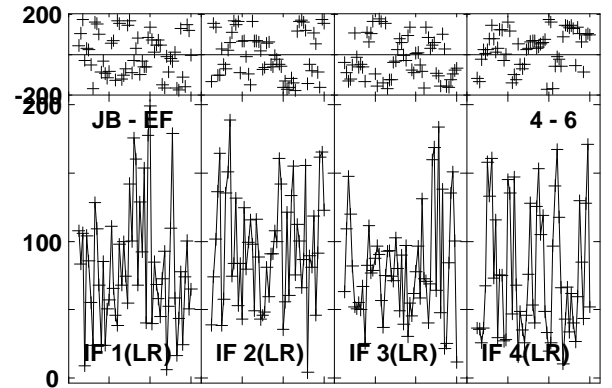 200
-200
200
JB - EF
4 - 6
100
IF 1(LR)
IF 2(LR)
IF 3(LR)
IF 4(LR)
0